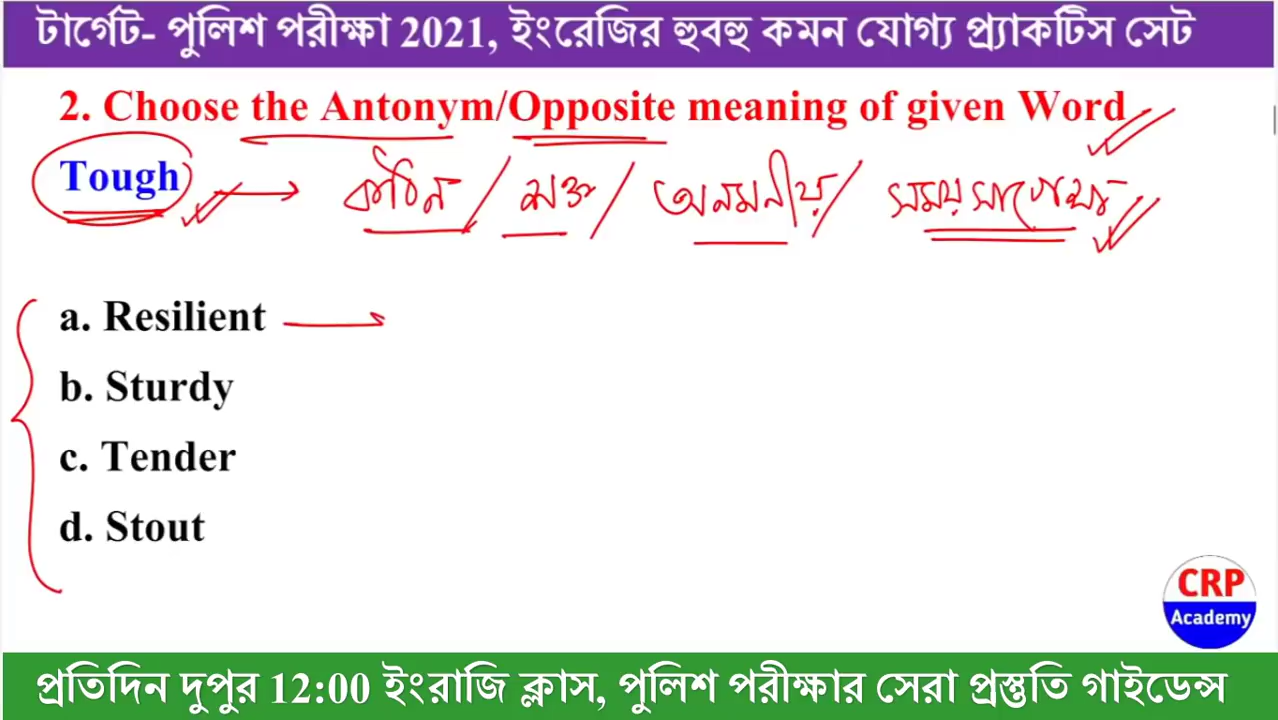 টার্গেট- পুলিশ পরীক্ষা 2021, ইংরেজির হুবহু কমন যোগ্য প্র্যাকটিস সেট
2. Choose the Antonym/Opposite meaning of given Word
Tough → কঠিন / শক্ত / অনমনীয় / সময়সাপেক্ষ
a. Resilient →
b. Sturdy
c. Tender
d. Stout
CRP
Academy
প্রতিদিন দুপুর 12:00 ইংরাজি ক্লাস, পুলিশ পরীক্ষার সেরা প্রস্তুতি গাইডেন্স